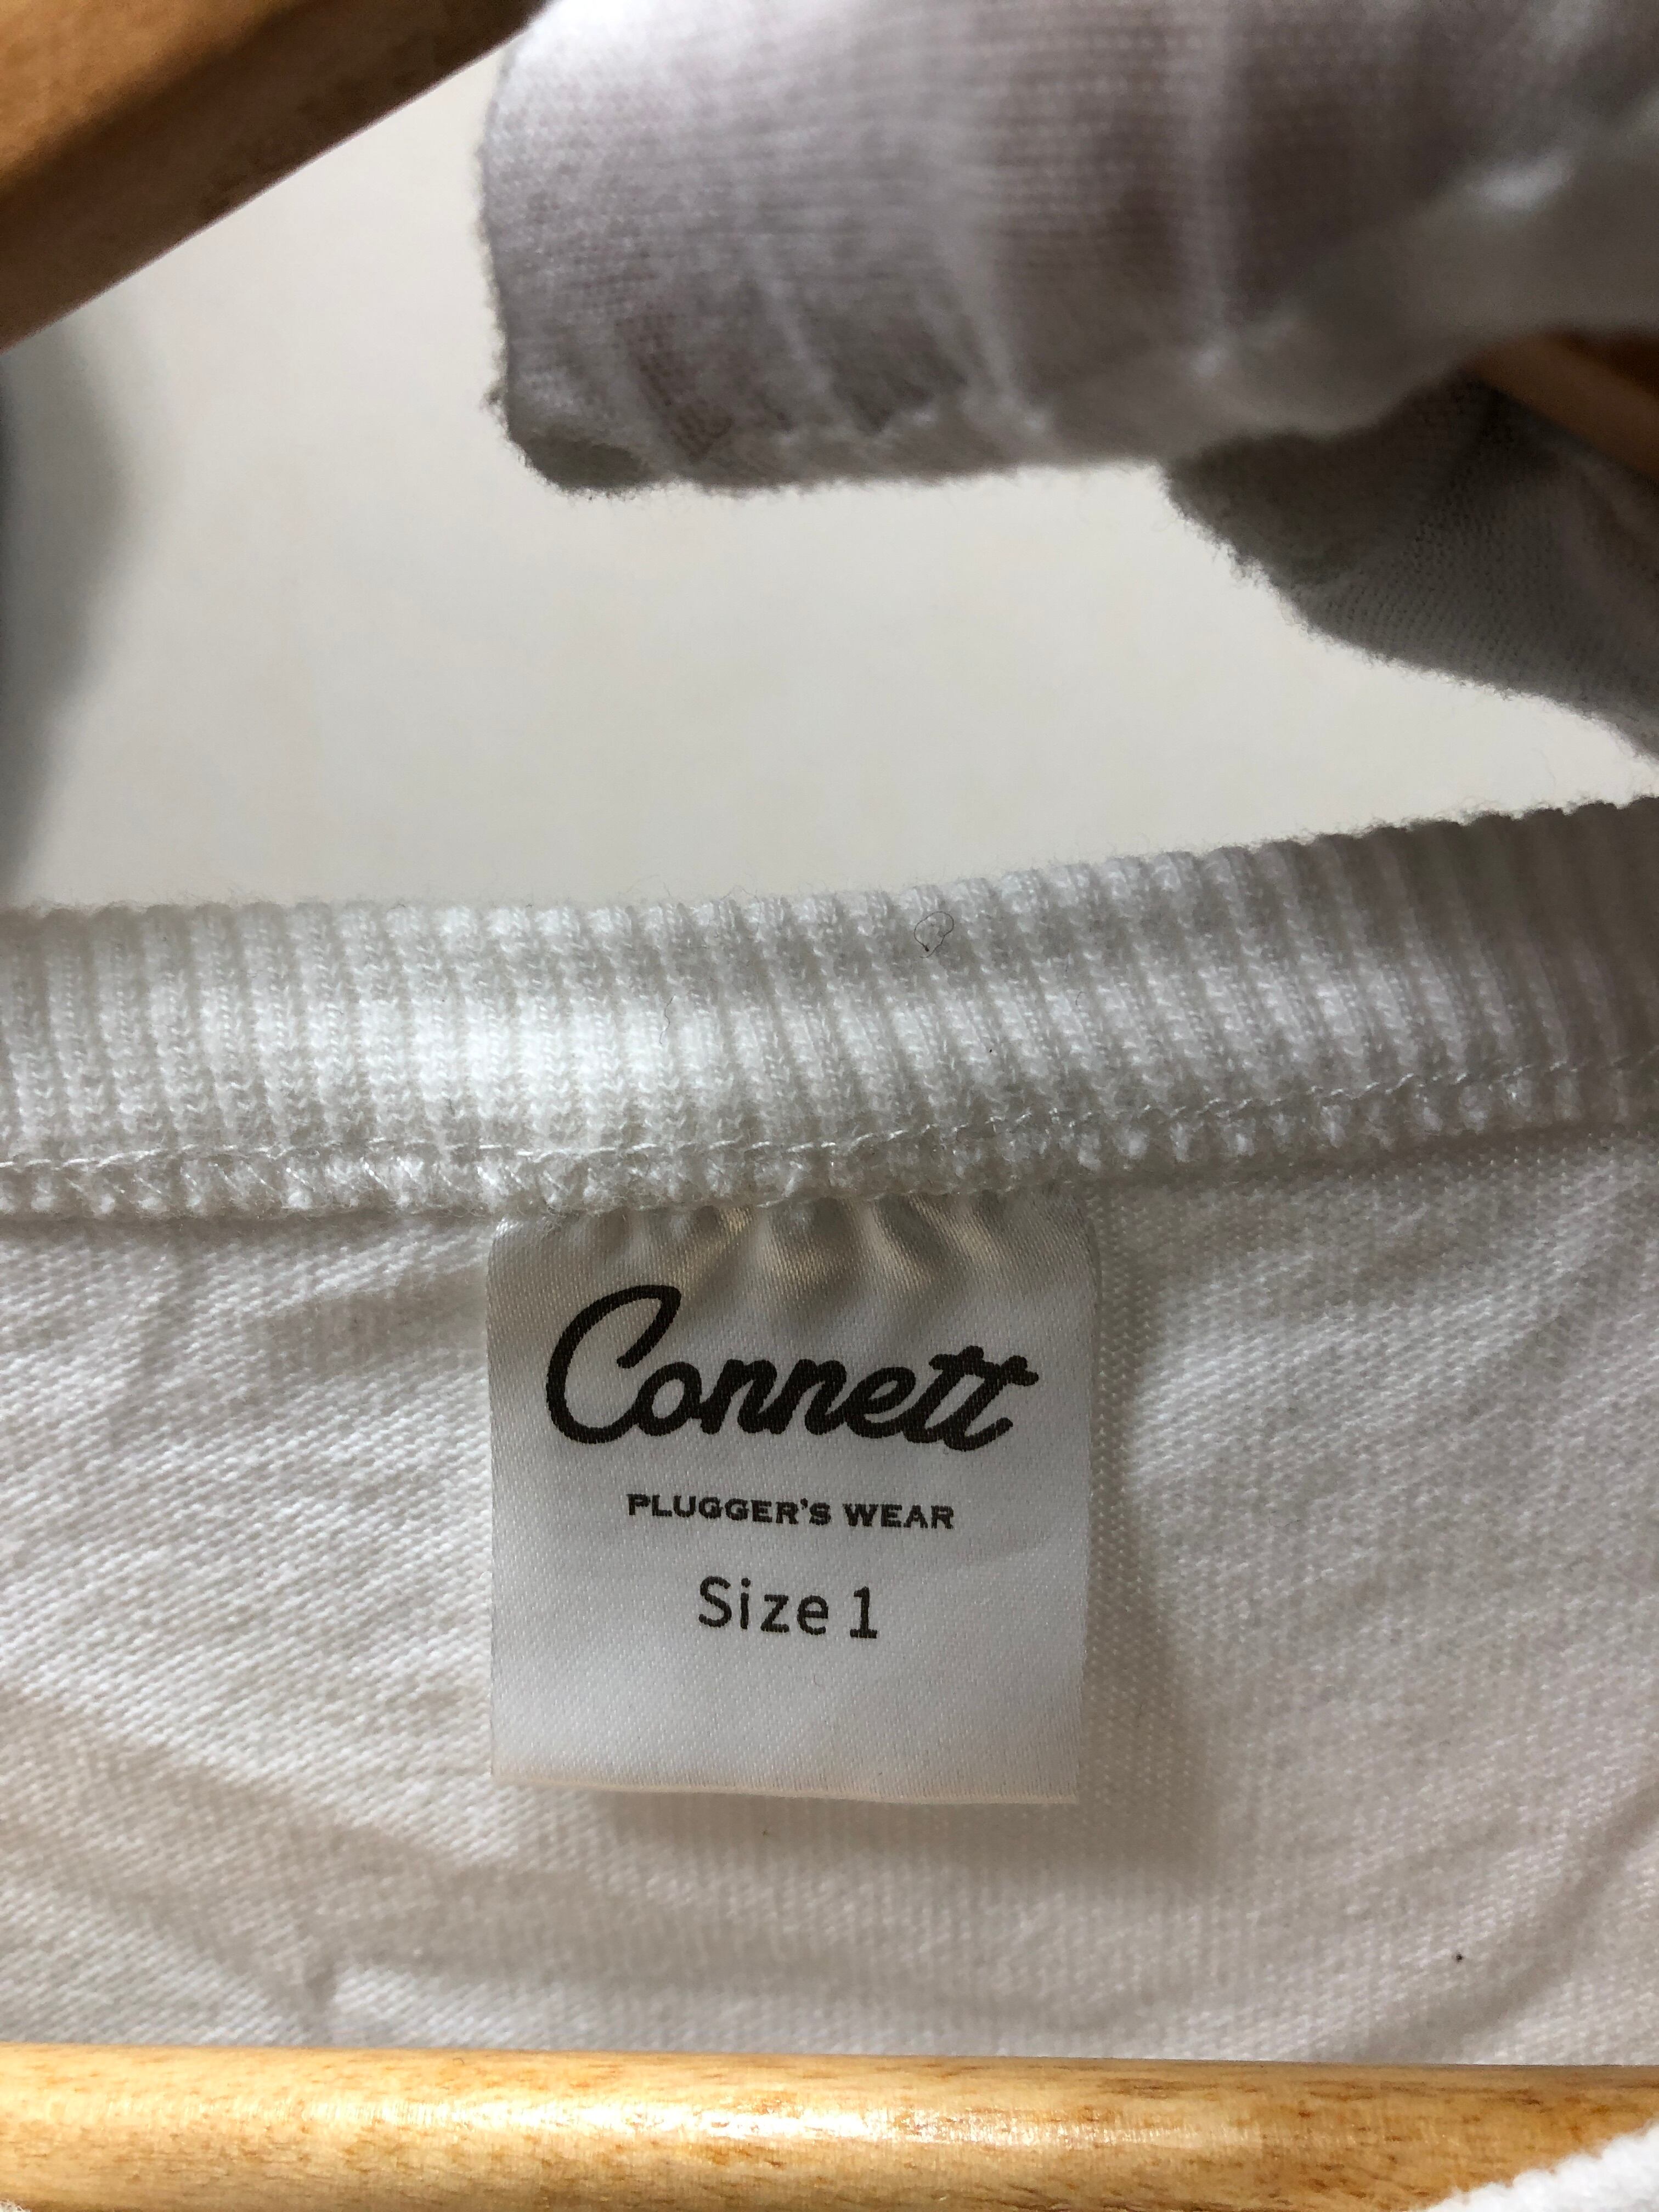 Connett
PLUGGER'S WEAR
Size 1